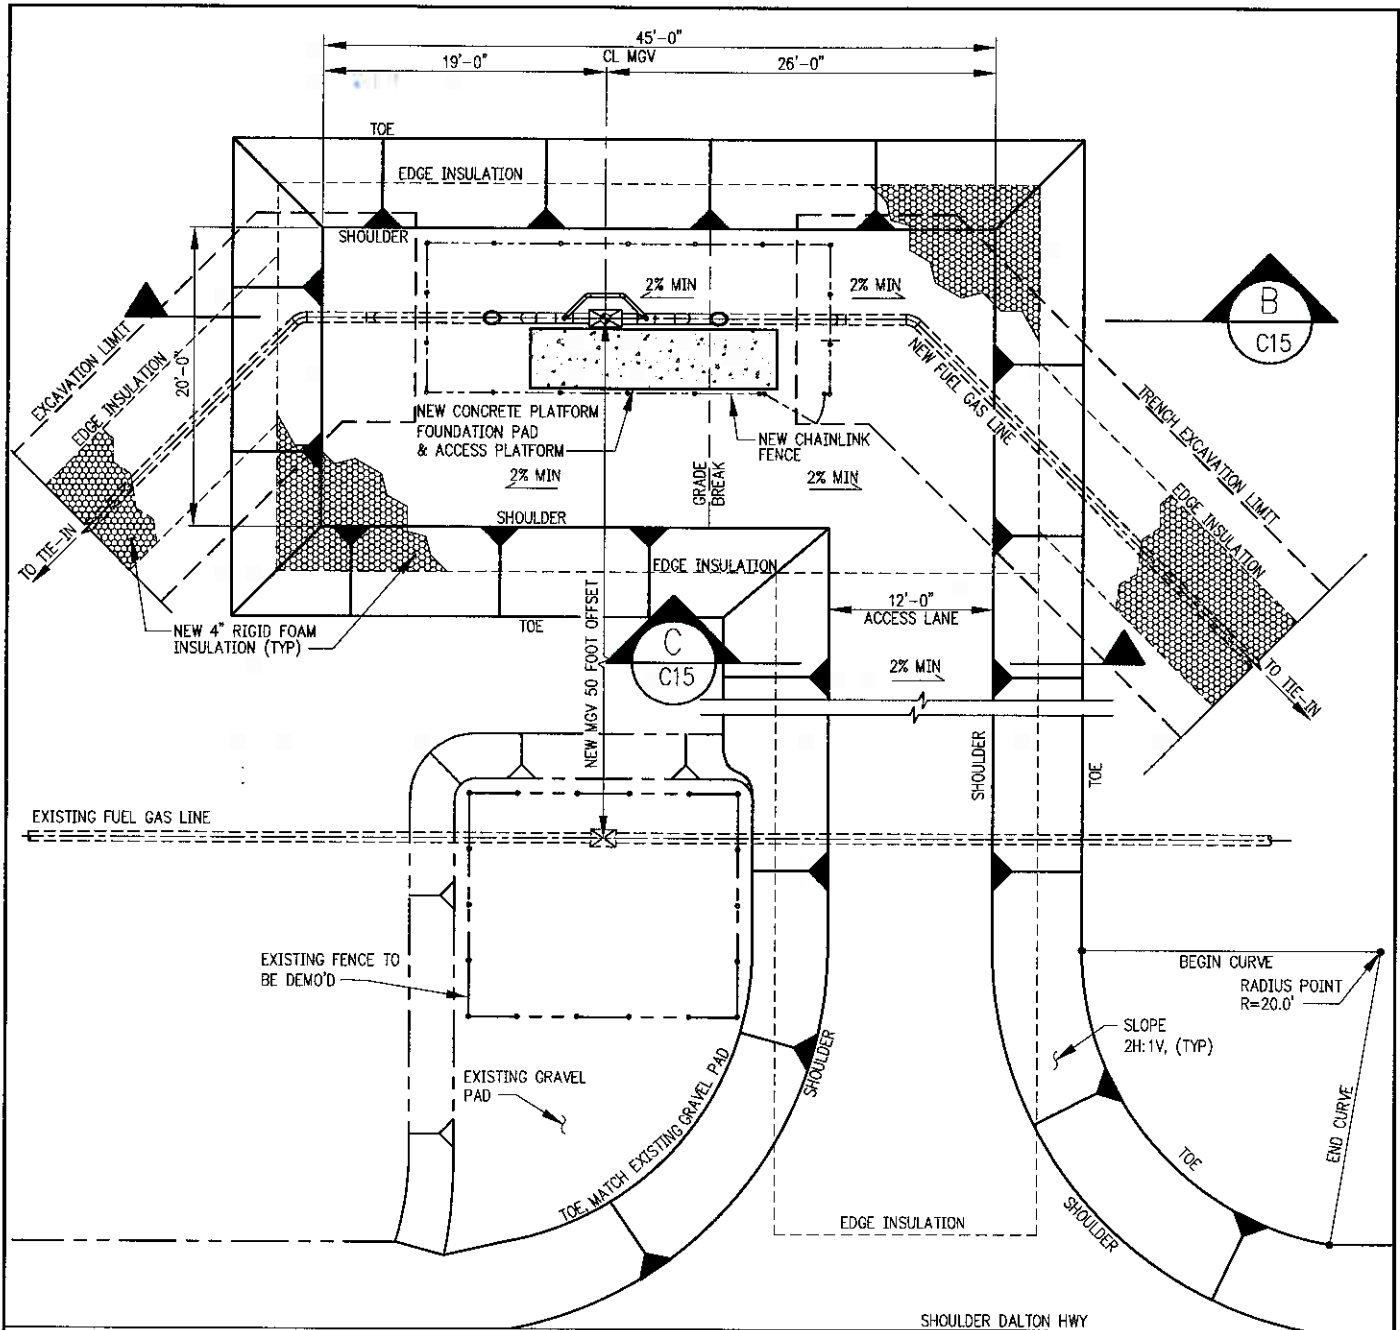 45'-0"
CL MGV
19'-0"
26'-0"
TOE
EDGE INSULATION
SHOULDER
2% MIN
2% MIN
B
C15
EXCAVATION LIMIT
EDGE INSULATION
20'-0"
NEW FUEL GAS LINE
TRENCH EXCAVATION LIMIT
NEW CONCRETE PLATFORM
FOUNDATION PAD
& ACCESS PLATFORM
NEW CHAINLINK
FENCE
2% MIN
GRADE
BREAK
2% MIN
EDGE INSULATION
SHOULDER
TO TIE-IN
EDGE INSULATION
12'-0"
ACCESS LANE
TOE
NEW 4" RIGID FOAM
INSULATION (TYP)
C
C15
2% MIN
TO TIE-IN
NEW MGV 50 FOOT OFFSET
SHOULDER
TOE
EXISTING FUEL GAS LINE
EXISTING FENCE TO
BE DEMO'D
BEGIN CURVE
RADIUS POINT
R=20.0'
SLOPE
2H:1V, (TYP)
EXISTING GRAVEL
PAD
SHOULDER
TOE, MATCH EXISTING GRAVEL PAD
END CURVE
TOE
SHOULDER
EDGE INSULATION
SHOULDER DALTON HWY